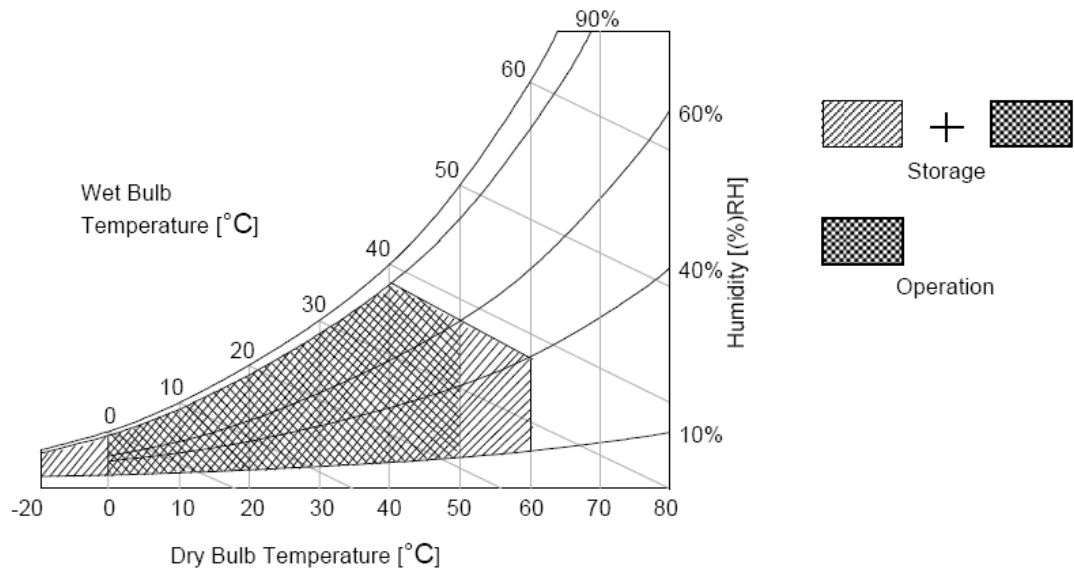 90%
60
60%
50
Wet Bulb
Temperature [°C]
40
30
20
10
0
40%
10%
Humidity [(%)RH]
-20 0 10 20 30 40 50 60 70 80
Dry Bulb Temperature [°C]
+
Storage
Operation